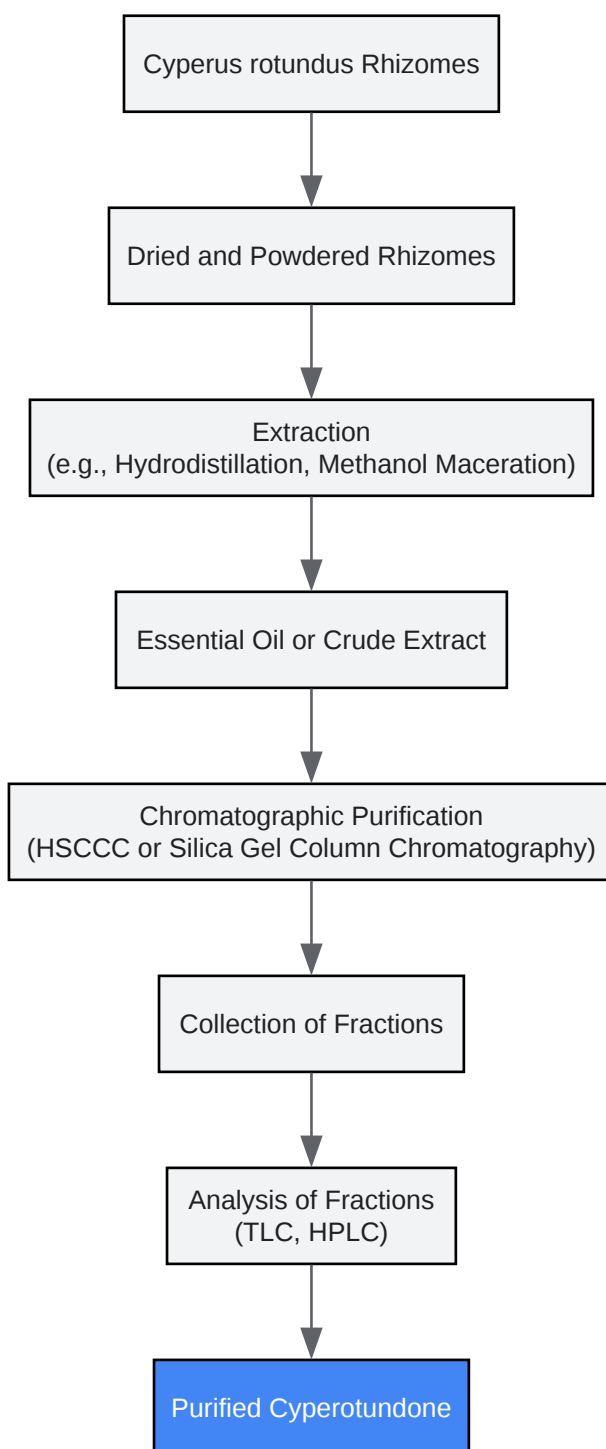 Cyperus rotundus Rhizomes
Dried and Powdered Rhizomes
Extraction
(e.g., Hydrodistillation, Methanol Maceration)
Essential Oil or Crude Extract
Chromatographic Purification
(HSCCC or Silica Gel Column Chromatography)
Collection of Fractions
Analysis of Fractions
(TLC, HPLC)
Purified Cyperotundone